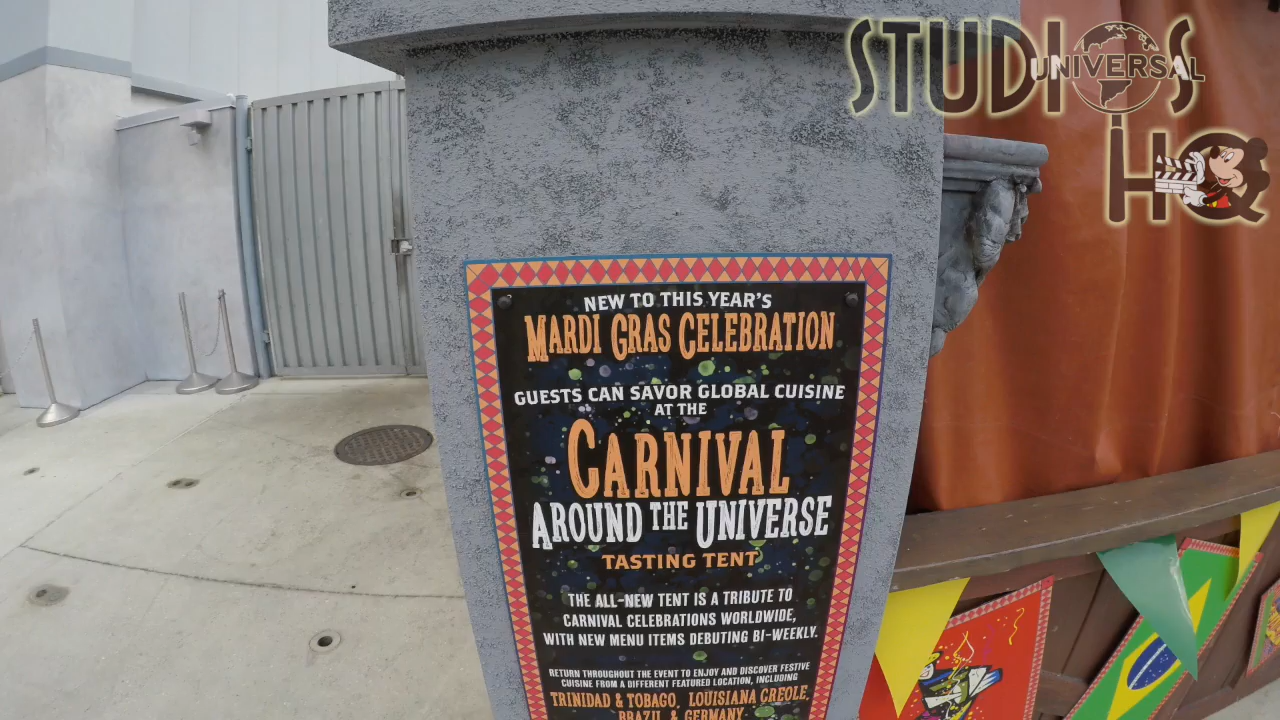 STUDIOS
UNIVERSAL
HQ
NEW TO THIS YEAR'S
MARDI GRAS CELEBRATION
GUESTS CAN SAVOR GLOBAL CUISINE
AT THE
CARNIVAL
AROUND THE UNIVERSE
TASTING TENT
THE ALL-NEW TENT IS A TRIBUTE TO
CARNIVAL CELEBRATIONS WORLDWIDE,
WITH NEW MENU ITEMS DEBUTING BI-WEEKLY.
RETURN THROUGHOUT THE EVENT TO ENJOY AND DISCOVER FESTIVE
CUISINE FROM A DIFFERENT FEATURED LOCATION, INCLUDING
TRINIDAD & TOBAGO, LOUISIANA CREOLE,
BRAZIL & GERMANY